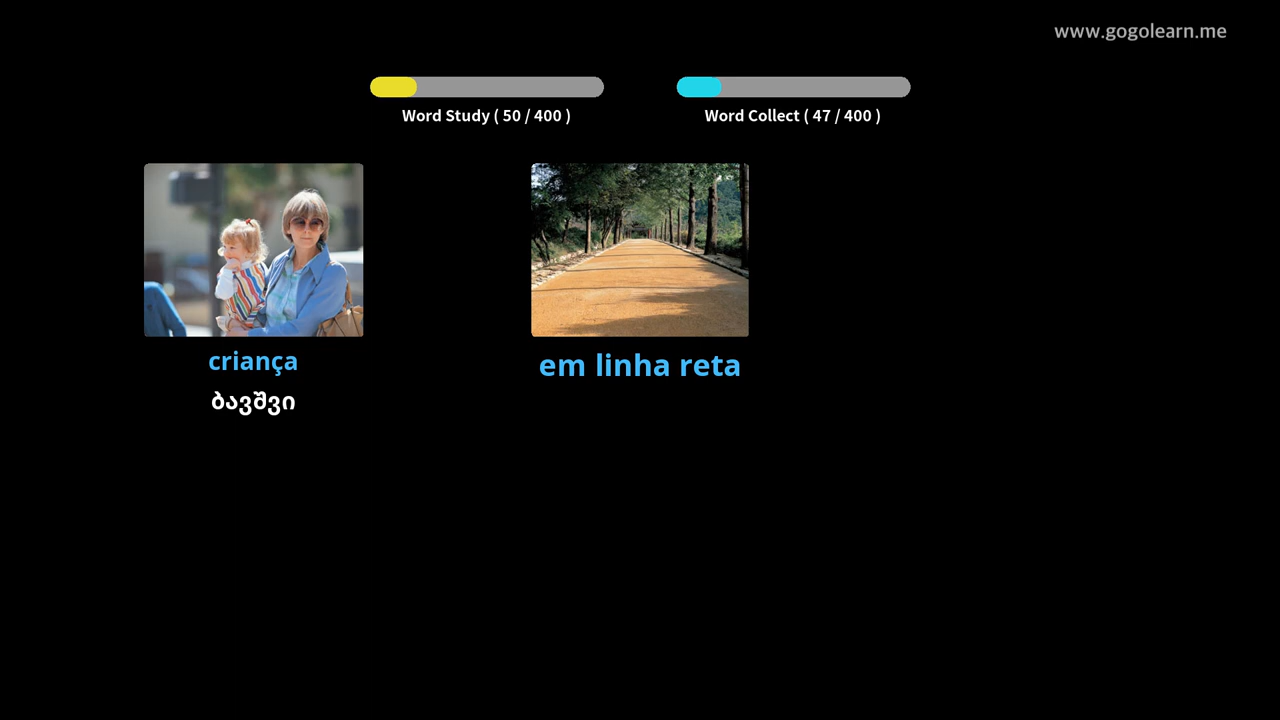 www.gogolearn.me
Word Study ( 50 / 400 )
Word Collect ( 47 / 400 )
criança
ბავშვი
em linha reta